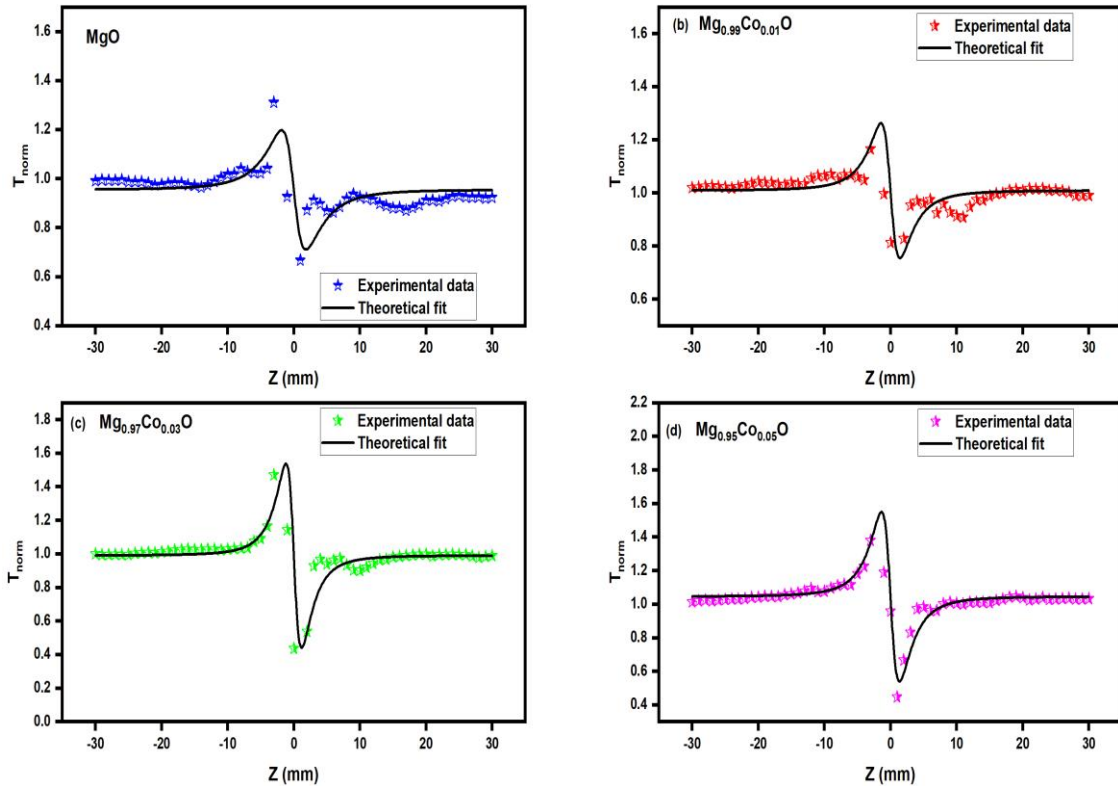 MgO
Experimental data
Theoretical fit
T_norm
1.6
1.4
1.2
1.0
0.8
0.6
0.4
-30 -20 -10 0 10 20 30
Z (mm)
(b) Mg0.99Co0.01O
Experimental data
Theoretical fit
T_norm
1.6
1.4
1.2
1.0
0.8
0.6
-30 -20 -10 0 10 20 30
Z (mm)
(c) Mg0.97Co0.03O
Experimental data
Theoretical fit
T_norm
1.8
1.6
1.4
1.2
1.0
0.8
0.6
0.4
0.2
0.0
-30 -20 -10 0 10 20 30
Z (mm)
(d) Mg0.95Co0.05O
Experimental data
Theoretical fit
T_norm
2.2
2.0
1.8
1.6
1.4
1.2
1.0
0.8
0.6
0.4
-30 -20 -10 0 10 20 30
Z (mm)